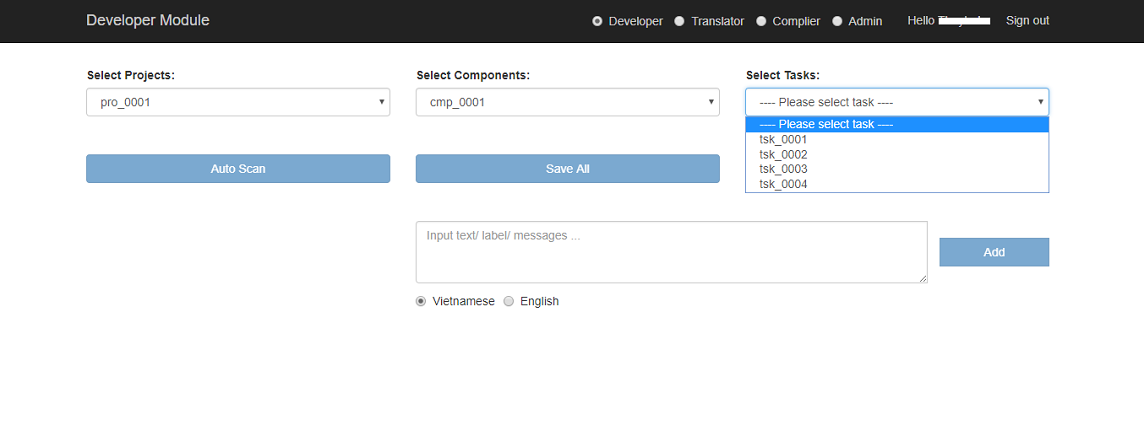 Developer Module
Developer Translator Complier Admin Hello Sign out
Select Projects: Select Components: Select Tasks:
pro_0001 cmp_0001 ---- Please select task ----
---- Please select task ----
tsk_0001
tsk_0002
tsk_0003
tsk_0004
Auto Scan Save All
Input text/ label/ messages ...
Add
Vietnamese English